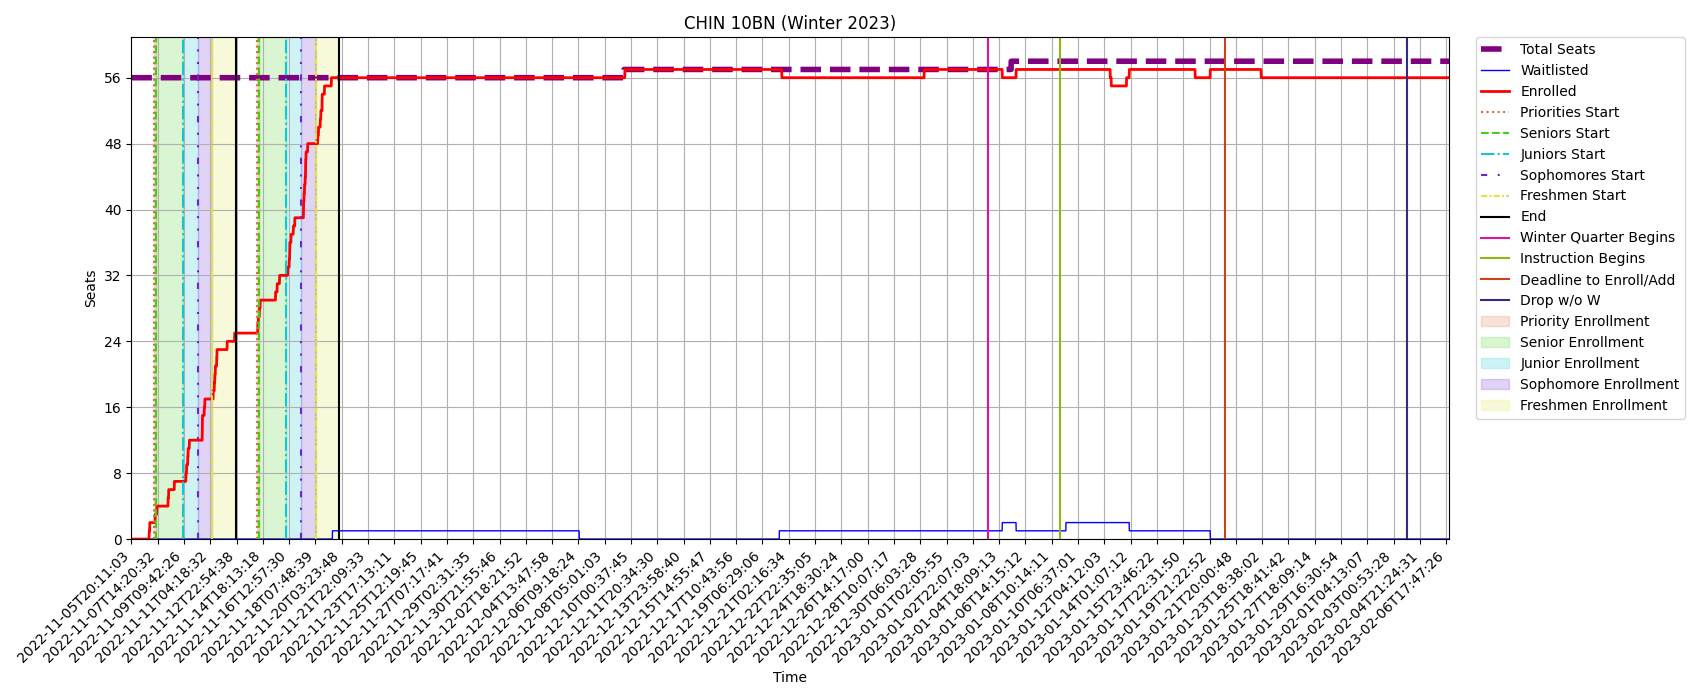 CHIN 10BN (Winter 2023)
Total Seats
Waitlisted
Enrolled
Priorities Start
Seniors Start
Juniors Start
Sophomores Start
Freshmen Start
End
Winter Quarter Begins
Instruction Begins
Deadline to Enroll/Add
Drop w/o W
Priority Enrollment
Senior Enrollment
Junior Enrollment
Sophomore Enrollment
Freshmen Enrollment
Seats
56
48
40
32
24
16
8
0
2022-11-05T20:11:03
2022-11-07T14:20:32
2022-11-09T09:42:26
2022-11-11T04:18:32
2022-11-12T22:54:38
2022-11-14T18:13:18
2022-11-16T12:57:30
2022-11-18T07:48:39
2022-11-20T03:23:48
2022-11-21T22:09:33
2022-11-23T17:13:11
2022-11-25T12:19:45
2022-11-27T07:17:41
2022-11-29T02:31:35
2022-11-30T21:55:46
2022-12-02T18:21:52
2022-12-04T13:47:58
2022-12-06T09:18:24
2022-12-08T05:01:03
2022-12-10T00:37:45
2022-12-11T20:34:30
2022-12-13T23:58:40
2022-12-15T14:55:47
2022-12-17T10:43:56
2022-12-19T06:29:06
2022-12-21T02:16:34
2022-12-22T22:35:05
2022-12-24T18:30:24
2022-12-26T14:17:00
2022-12-28T10:07:17
2022-12-30T06:03:28
2023-01-01T02:05:55
2023-01-02T22:07:03
2023-01-04T18:09:13
2023-01-06T14:15:12
2023-01-08T10:14:11
2023-01-10T06:37:01
2023-01-12T04:12:03
2023-01-14T01:07:12
2023-01-15T23:46:22
2023-01-17T22:31:50
2023-01-19T21:22:52
2023-01-21T20:00:48
2023-01-23T18:38:02
2023-01-25T18:41:42
2023-01-27T18:09:14
2023-01-29T16:30:54
2023-02-01T04:13:07
2023-02-03T00:53:28
2023-02-04T21:24:31
2023-02-06T17:47:26
Time